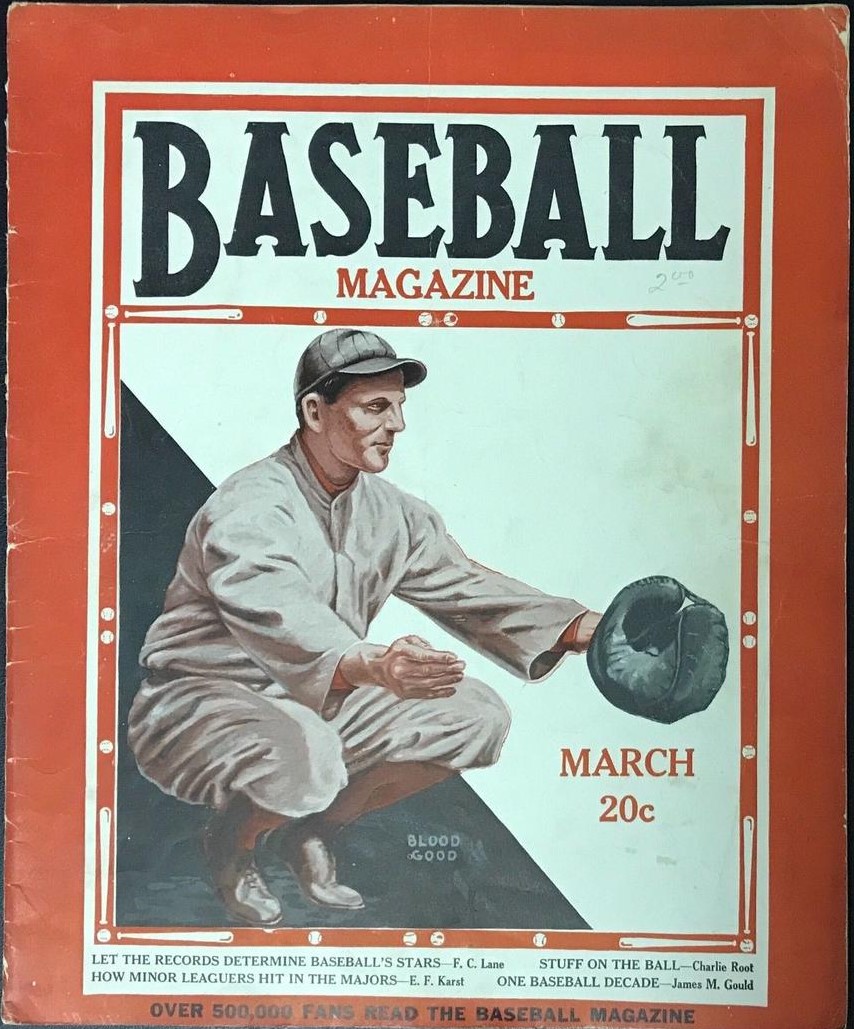 BASEBALL
MAGAZINE
2 00
MARCH
20c
BLOOD
GOOD
LET THE RECORDS DETERMINE BASEBALL'S STARS—F. C. Lane STUFF ON THE BALL—Charlie Root
HOW MINOR LEAGUERS HIT IN THE MAJORS—E. F. Karst ONE BASEBALL DECADE—James M. Gould
OVER 500,000 FANS READ THE BASEBALL MAGAZINE